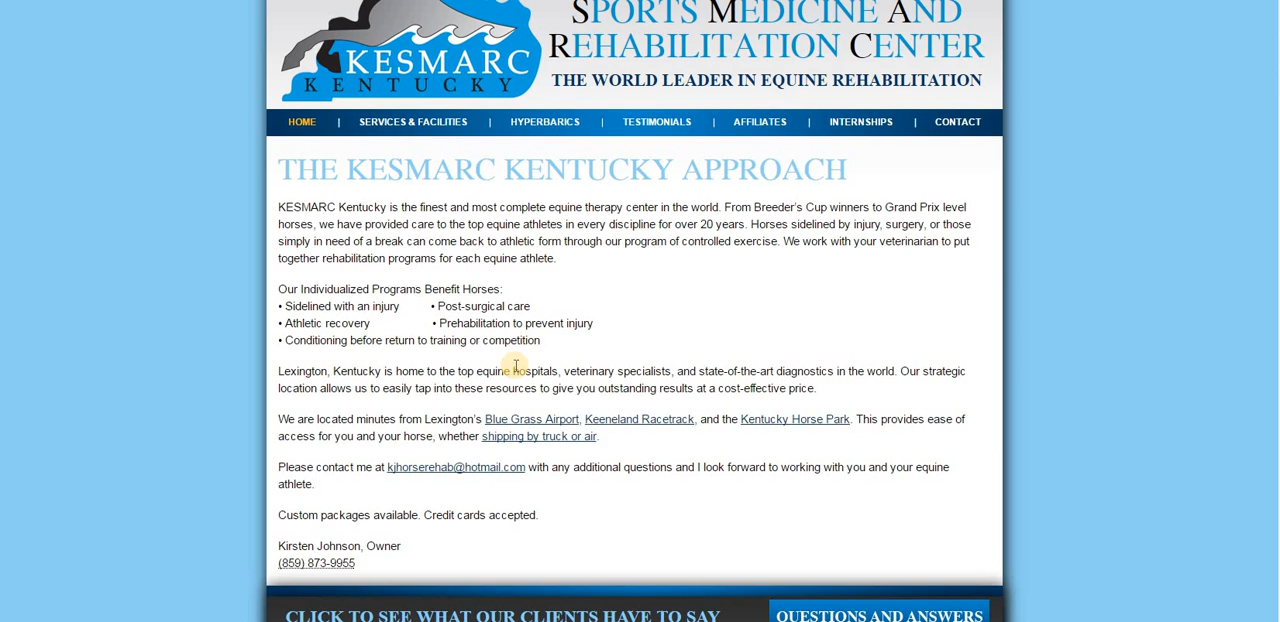 SPORTS MEDICINE AND
REHABILITATION CENTER
KESMARC
KENTUCKY
THE WORLD LEADER IN EQUINE REHABILITATION
HOME | SERVICES & FACILITIES | HYPERBARICS | TESTIMONIALS | AFFILIATES | INTERNSHIPS | CONTACT
THE KESMARC KENTUCKY APPROACH
KESMARC Kentucky is the finest and most complete equine therapy center in the world. From Breeder's Cup winners to Grand Prix level
horses, we have provided care to the top equine athletes in every discipline for over 20 years. Horses sidelined by injury, surgery, or those
simply in need of a break can come back to athletic form through our program of controlled exercise. We work with your veterinarian to put
together rehabilitation programs for each equine athlete.
Our Individualized Programs Benefit Horses:
• Sidelined with an injury • Post-surgical care
• Athletic recovery • Prehabilitation to prevent injury
• Conditioning before return to training or competition
Lexington, Kentucky is home to the top equine hospitals, veterinary specialists, and state-of-the-art diagnostics in the world. Our strategic
location allows us to easily tap into these resources to give you outstanding results at a cost-effective price.
We are located minutes from Lexington's Blue Grass Airport, Keeneland Racetrack, and the Kentucky Horse Park. This provides ease of
access for you and your horse, whether shipping by truck or air.
Please contact me at kjhorserehab@hotmail.com with any additional questions and I look forward to working with you and your equine
athlete.
Custom packages available. Credit cards accepted.
Kirsten Johnson, Owner
(859) 873-9955
CLICK TO SEE WHAT OUR CLIENTS HAVE TO SAY
QUESTIONS AND ANSWERS